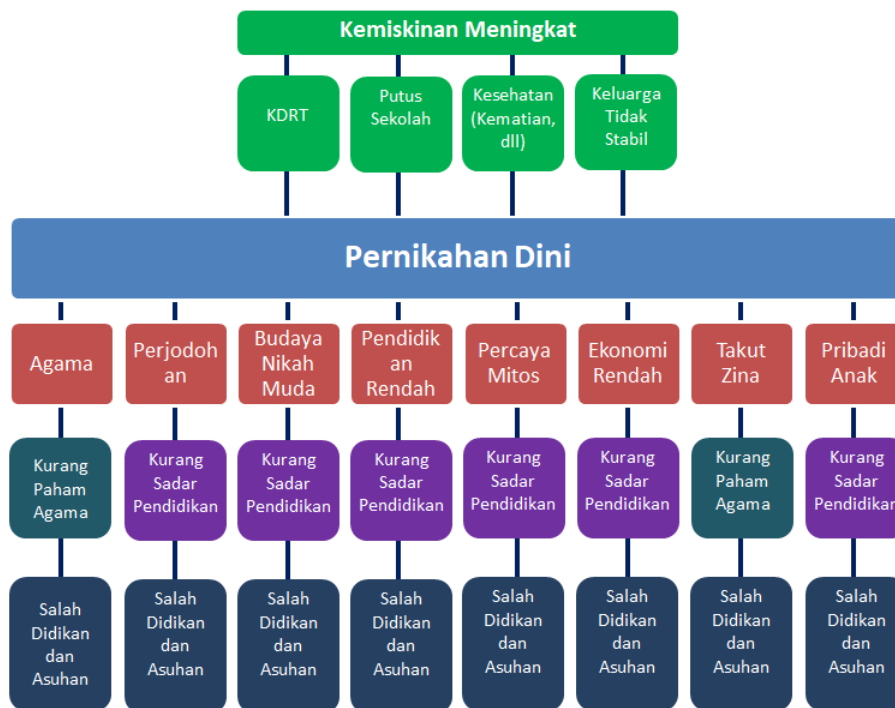 Kemiskinan Meningkat
KDRT
Putus
Sekolah
Kesehatan
(Kematian,
dll)
Keluarga
Tidak
Stabil
Pernikahan Dini
Agama
Perjodoh
an
Budaya
Nikah
Muda
Pendidik
an
Rendah
Percaya
Mitos
Ekonomi
Rendah
Takut
Zina
Pribadi
Anak
Kurang
Paham
Agama
Kurang
Sadar
Pendidikan
Kurang
Sadar
Pendidikan
Kurang
Sadar
Pendidikan
Kurang
Sadar
Pendidikan
Kurang
Sadar
Pendidikan
Kurang
Paham
Agama
Kurang
Sadar
Pendidikan
Salah
Didikan
dan
Asuhan
Salah
Didikan
dan
Asuhan
Salah
Didikan
dan
Asuhan
Salah
Didikan
dan
Asuhan
Salah
Didikan
dan
Asuhan
Salah
Didikan
dan
Asuhan
Salah
Didikan
dan
Asuhan
Salah
Didikan
dan
Asuhan